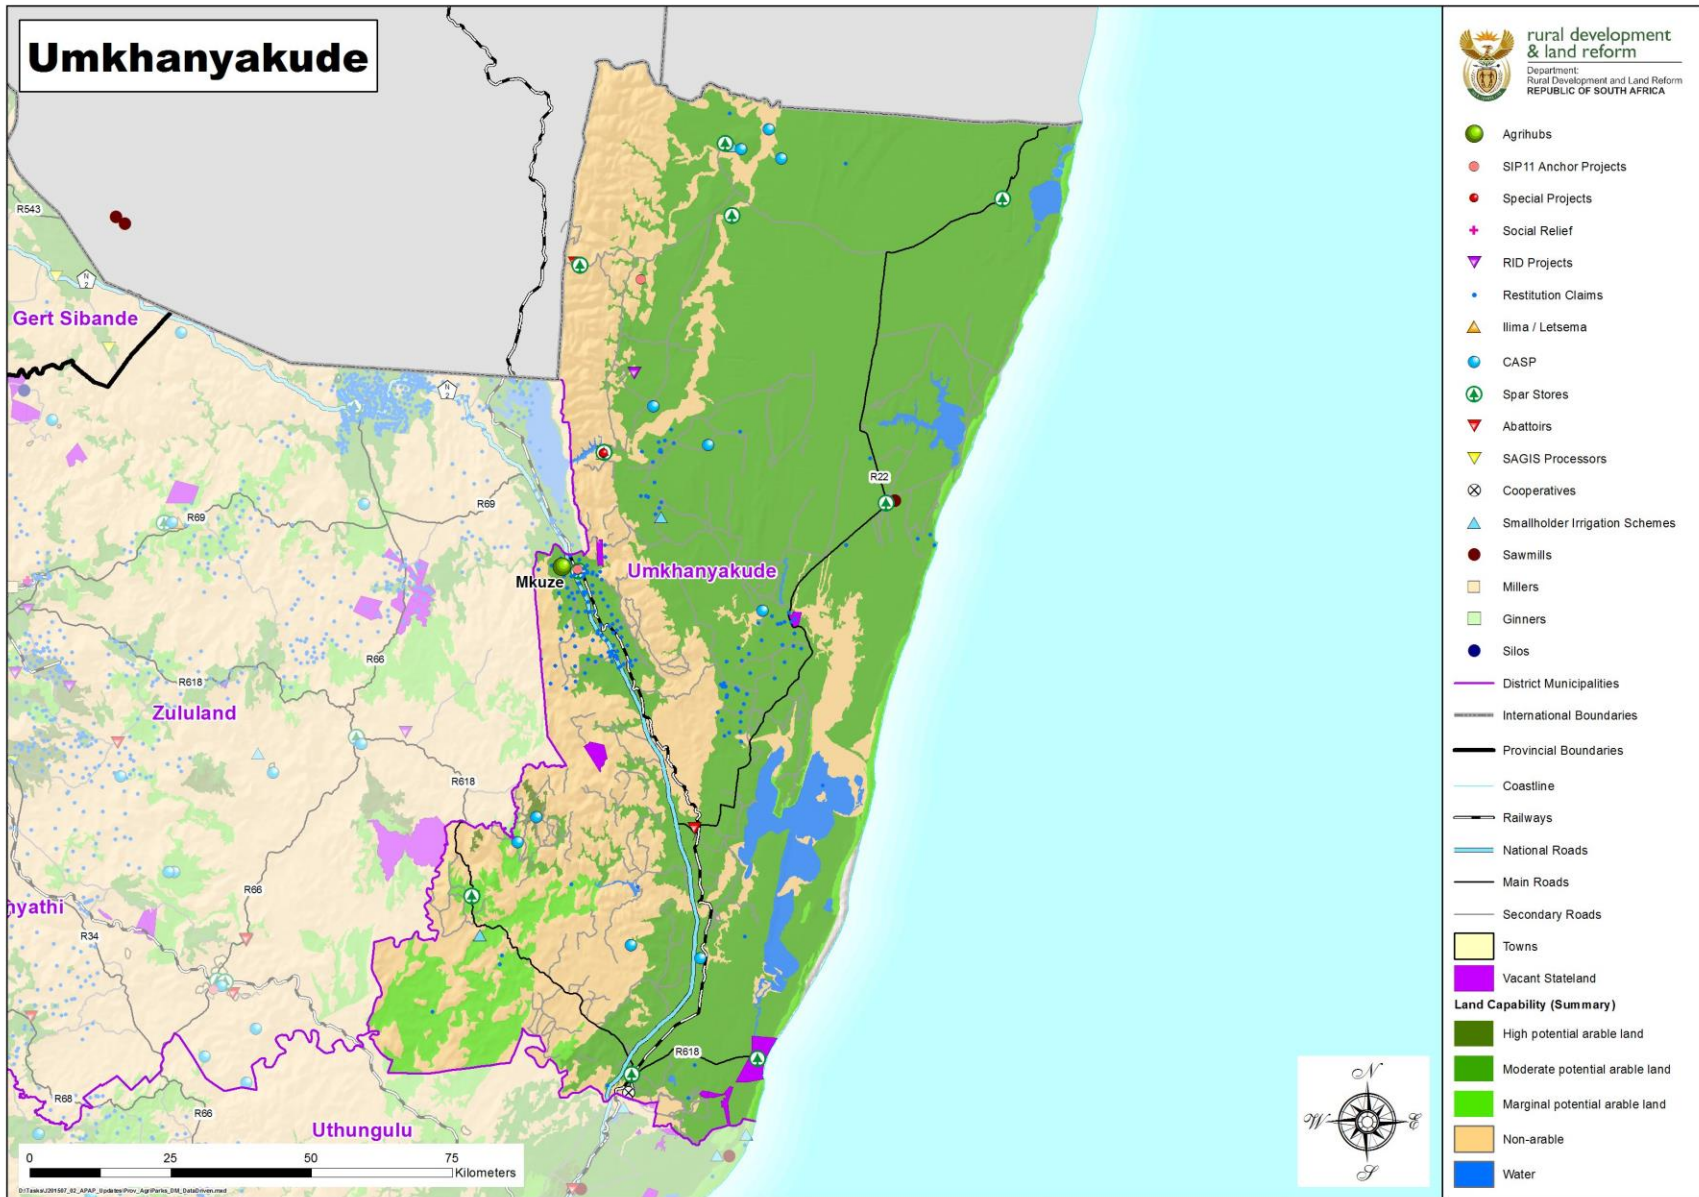 Umkhanyakude
rural development
& land reform
Department:
Rural Development and Land Reform
REPUBLIC OF SOUTH AFRICA
Agrihubs
SIP11 Anchor Projects
Special Projects
Social Relief
RID Projects
Restitution Claims
Ilima / Letsema
CASP
Spar Stores
Abattoirs
SAGIS Processors
Cooperatives
Smallholder Irrigation Schemes
Sawmills
Millers
Ginners
Silos
District Municipalities
International Boundaries
Provincial Boundaries
Coastline
Railways
National Roads
Main Roads
Secondary Roads
Towns
Vacant Stateland
Land Capability (Summary)
High potential arable land
Moderate potential arable land
Marginal potential arable land
Non-arable
Water
R543
N
2
Gert Sibande
N
2
R69
R69
R22
Mkuze
Umkhanyakude
R66
R618
Zululand
R618
R66
nyathi
R34
R618
R68
R66
Uthungulu
N
W
E
S
0
25
50
75
Kilometers